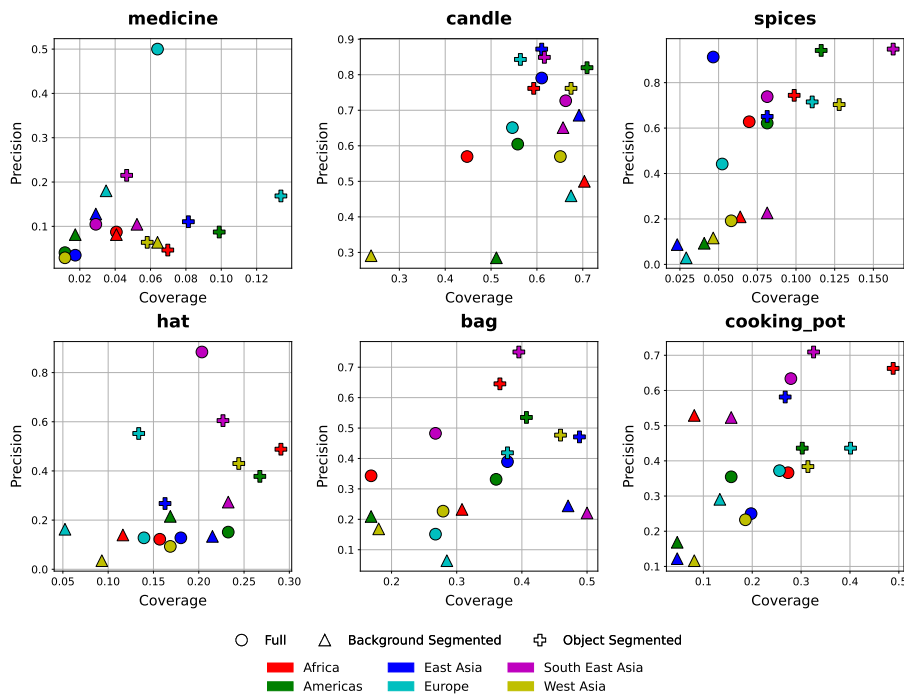 medicine
candle
spices
0.5
0.4
0.3
0.2
0.1
Precision
0.02 0.04 0.06 0.08 0.10 0.12
Coverage
0.9
0.8
0.7
0.6
0.5
0.4
0.3
Precision
0.3 0.4 0.5 0.6 0.7
Coverage
0.8
0.6
0.4
0.2
0.0
Precision
0.025 0.050 0.075 0.100 0.125 0.150
Coverage
hat
bag
cooking_pot
0.8
0.6
0.4
0.2
0.0
Precision
0.05 0.10 0.15 0.20 0.25 0.30
Coverage
0.7
0.6
0.5
0.4
0.3
0.2
0.1
Precision
0.2 0.3 0.4 0.5
Coverage
0.7
0.6
0.5
0.4
0.3
0.2
0.1
Precision
0.1 0.2 0.3 0.4 0.5
Coverage
Full Background Segmented Object Segmented
Africa East Asia South East Asia
Americas Europe West Asia